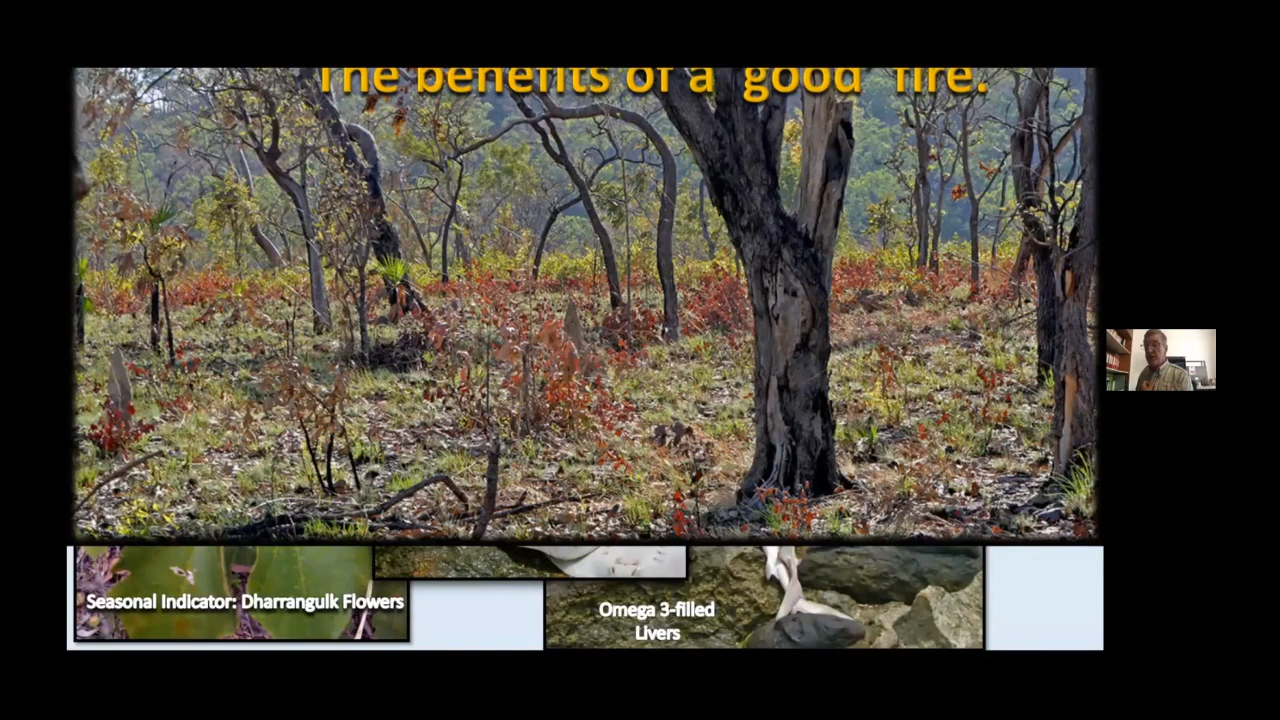 The benefits of a 'good' fire.
Seasonal Indicator: Dharrangulk Flowers
Omega 3-filled
Livers